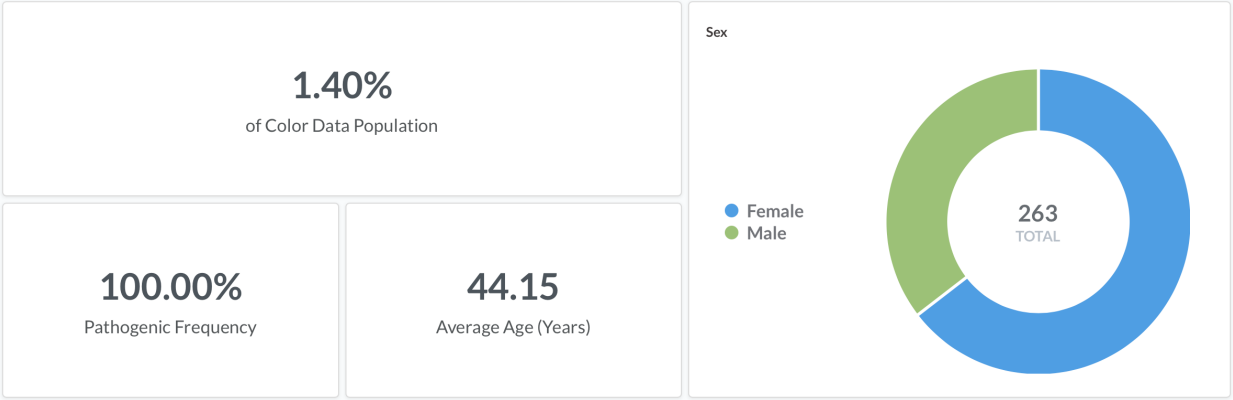 1.40%
of Color Data Population
100.00%
Pathogenic Frequency
44.15
Average Age (Years)
Sex
Female
Male
263
TOTAL